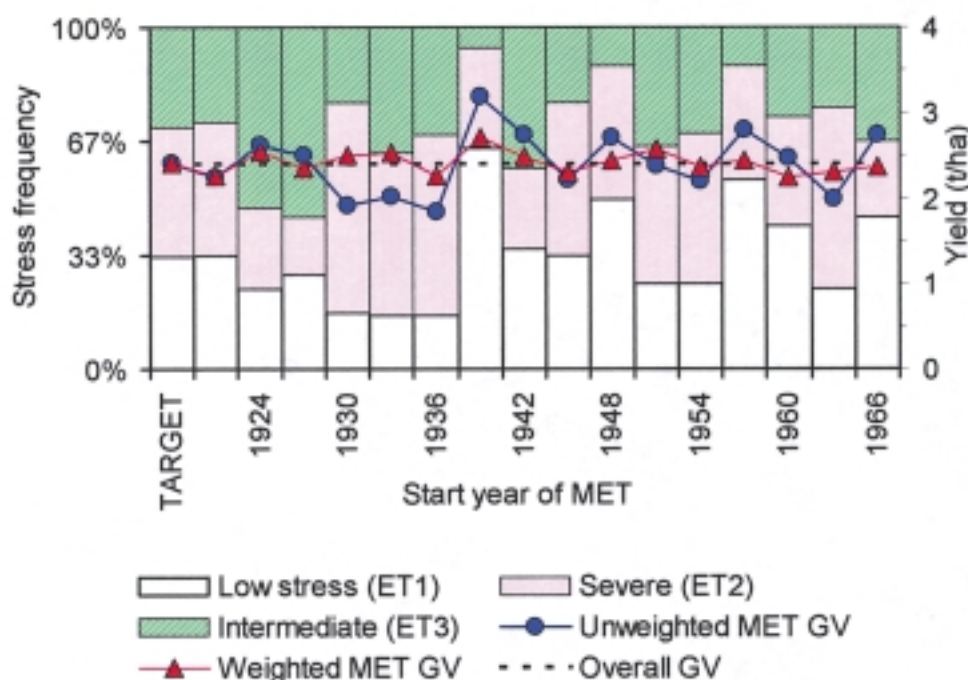 100%
67%
33%
0%
Stress frequency
4
3
2
1
0
Yield (t/ha)
TARGET
1924
1930
1936
1942
1948
1954
1960
1966
Start year of MET
Low stress (ET1)
Severe (ET2)
Intermediate (ET3)
Unweighted MET GV
Weighted MET GV
Overall GV